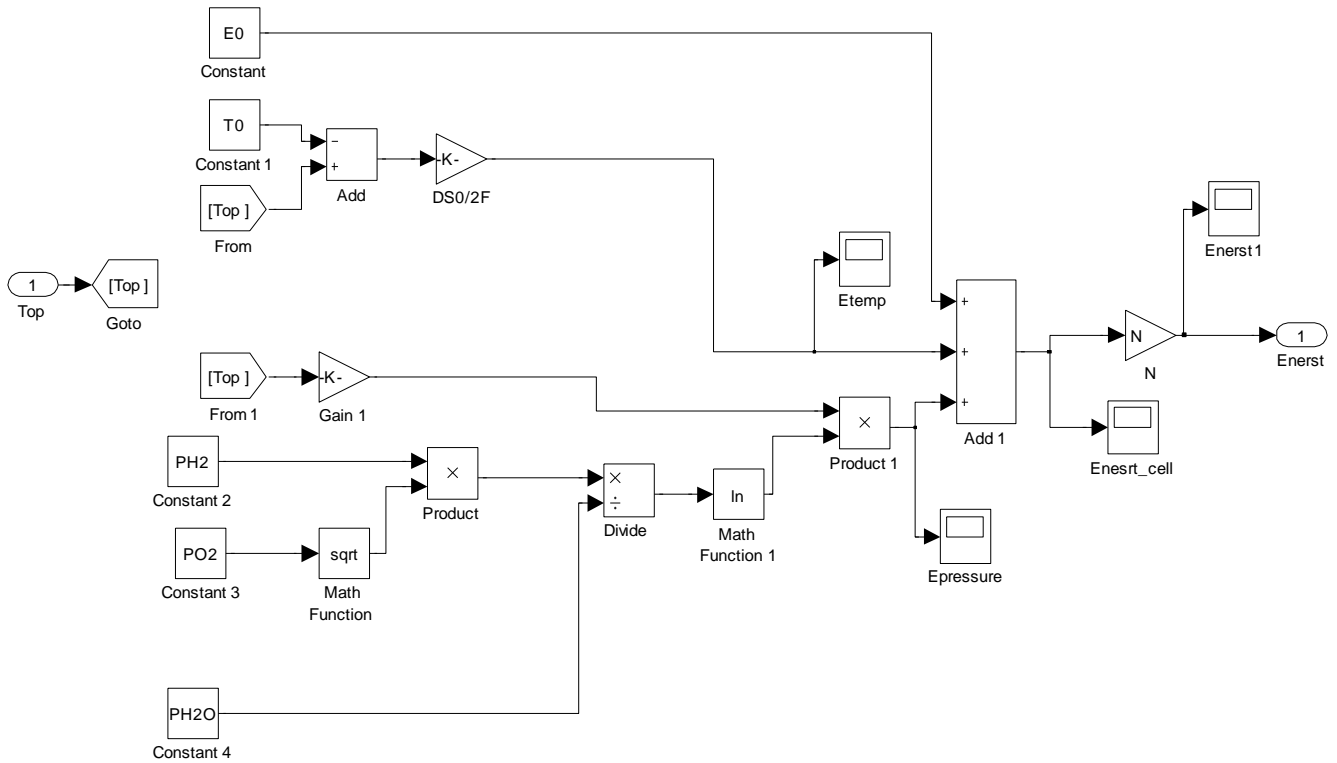 E0
Constant
T0
Constant 1
−
+
Add
-K-
DS0/2F
[Top ]
From
1
Top
[Top ]
Goto
Etemp
Enerst 1
+
+
+
Add 1
N
N
1
Enerst
Enesrt_cell
[Top ]
From 1
-K-
Gain 1
×
Product 1
PH2
Constant 2
×
Product
×
÷
Divide
ln
Math
Function 1
PO2
Constant 3
sqrt
Math
Function
Epressure
PH2O
Constant 4